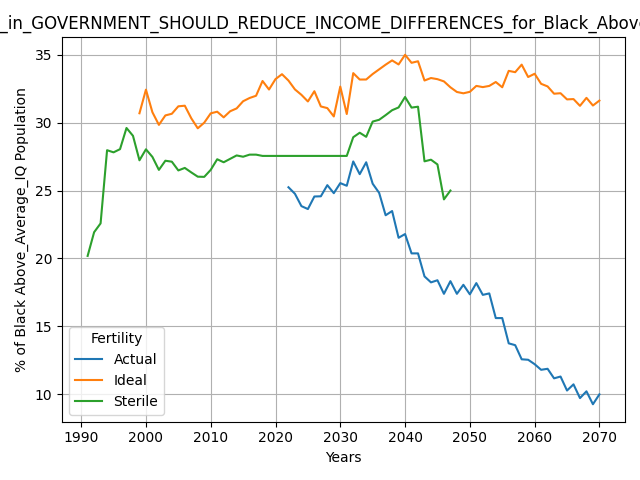 _in_GOVERNMENT_SHOULD_REDUCE_INCOME_DIFFERENCES_for_Black_Above
% of Black Above_Average_IQ Population
35
30
25
20
15
10
Fertility
Actual
Ideal
Sterile
1990 2000 2010 2020 2030 2040 2050 2060 2070
Years